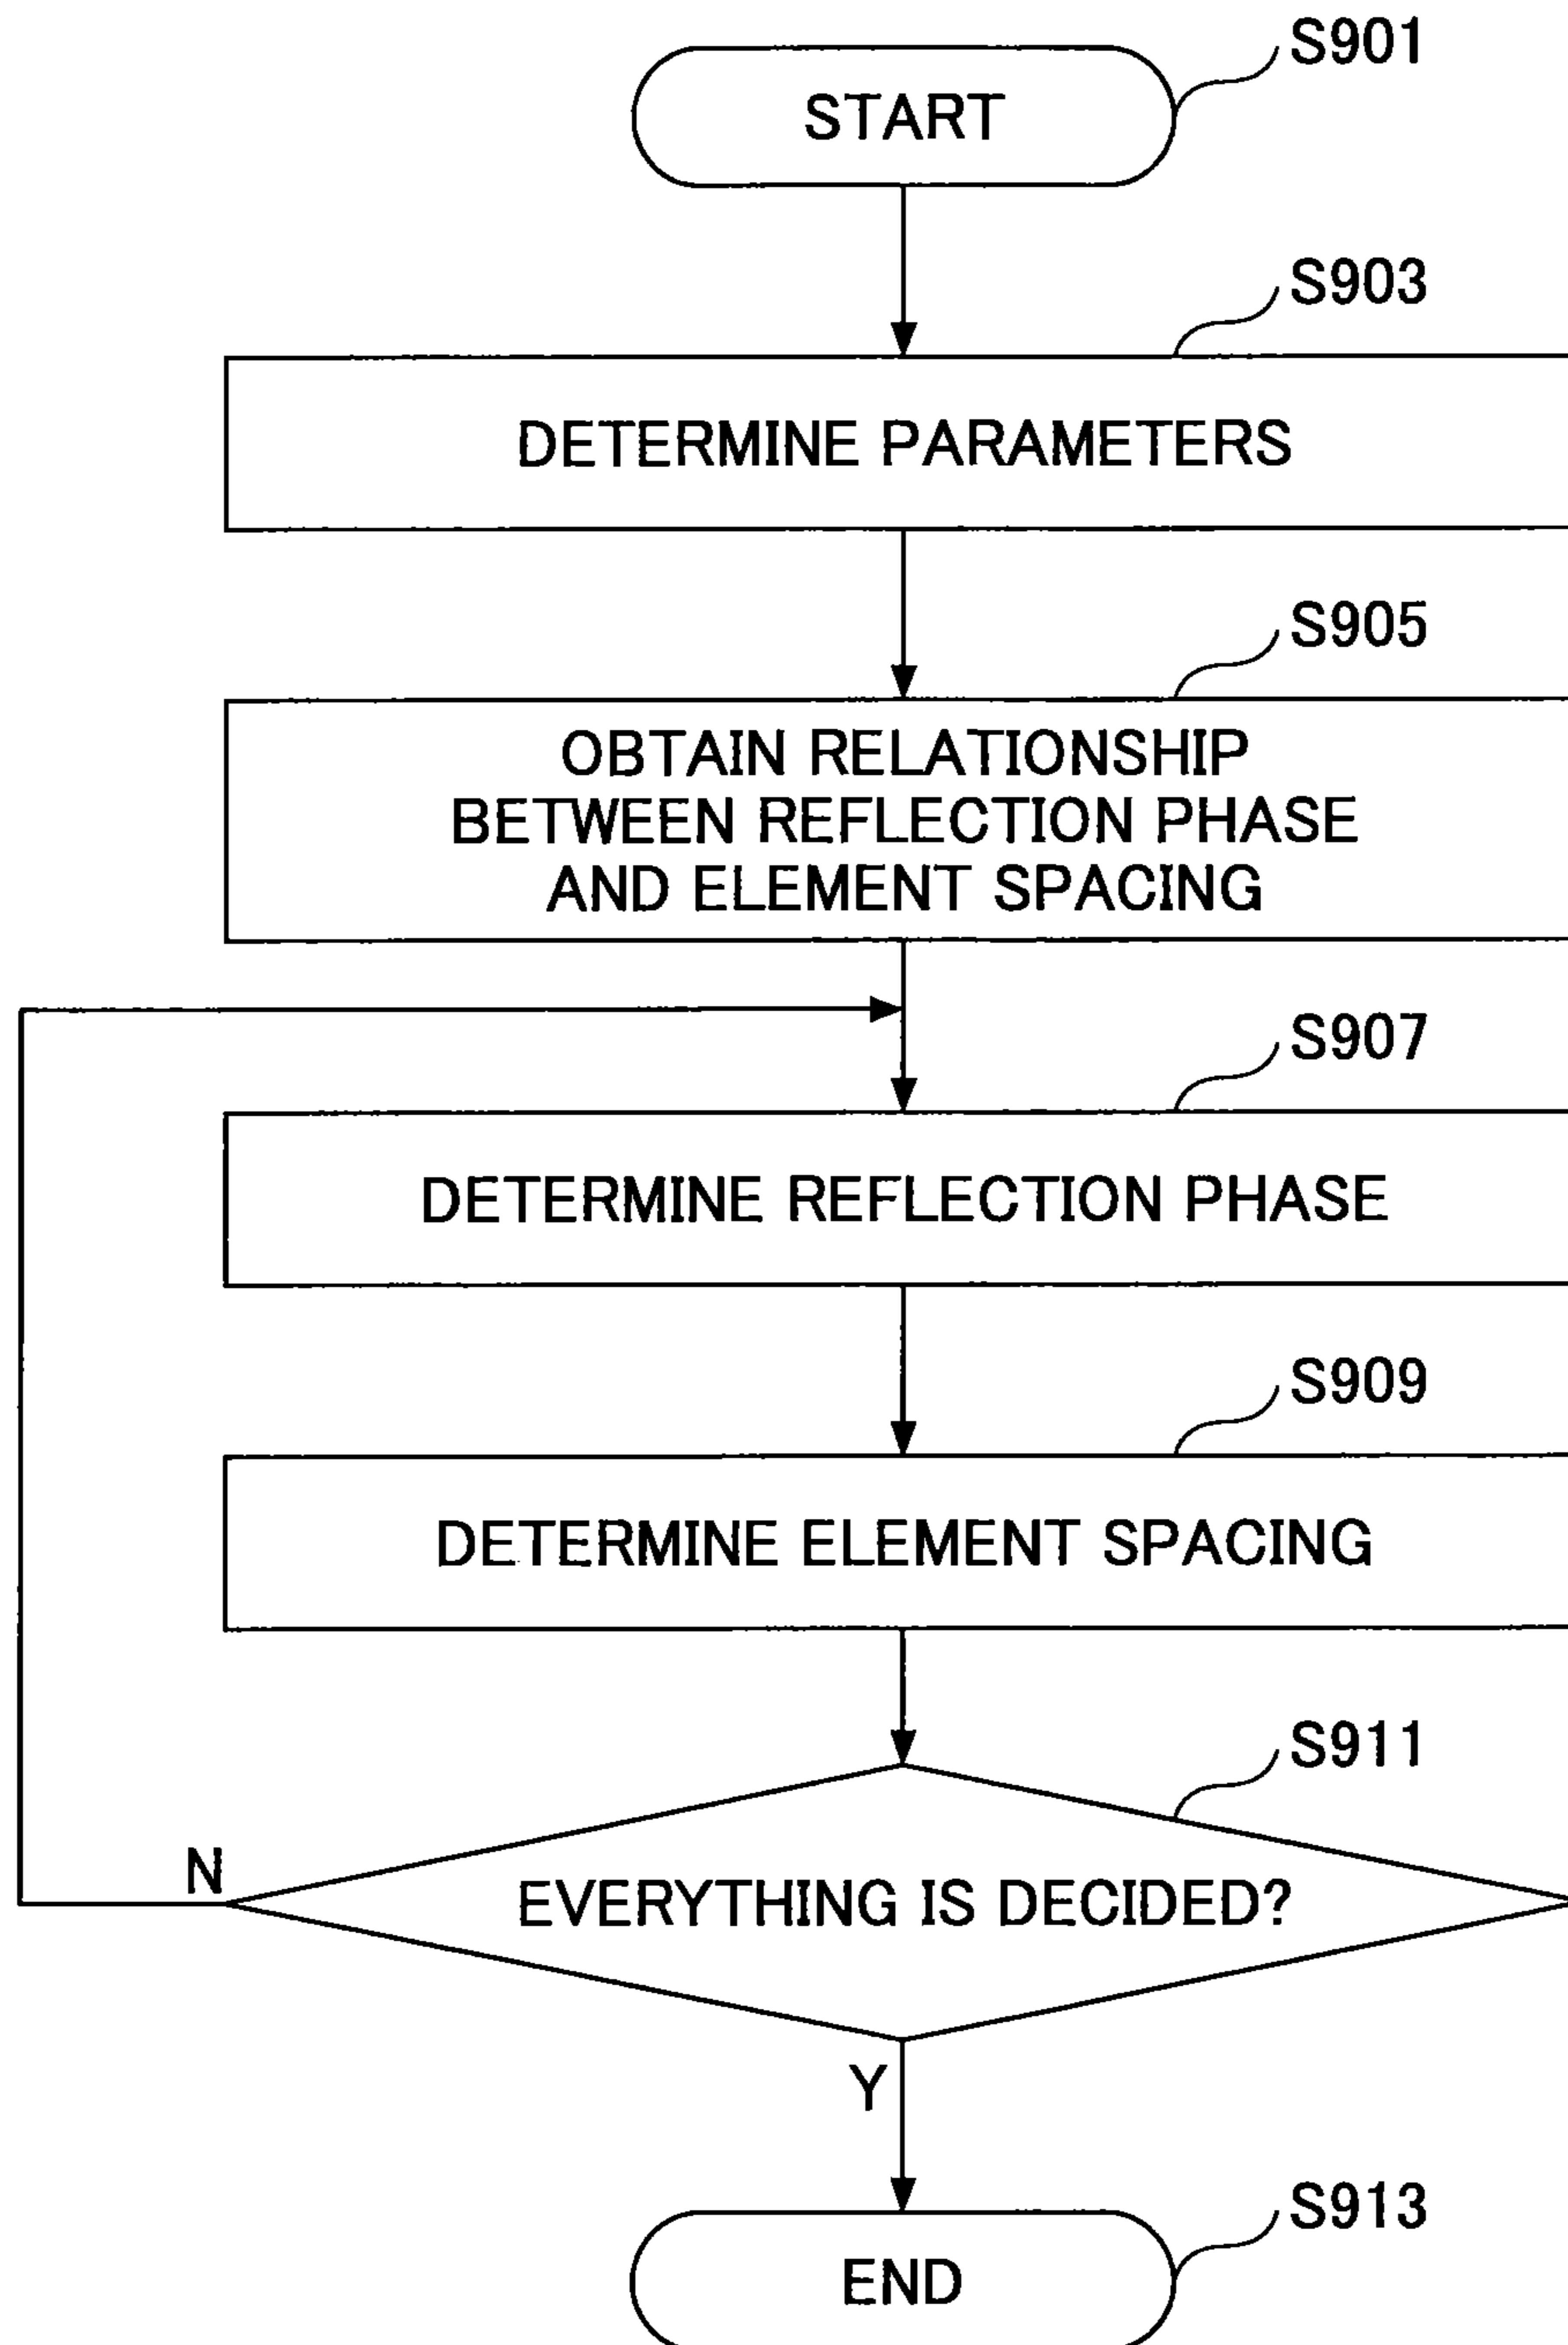 S901
START
S903
DETERMINE PARAMETERS
S905
OBTAIN RELATIONSHIP
BETWEEN REFLECTION PHASE
AND ELEMENT SPACING
S907
DETERMINE REFLECTION PHASE
S909
DETERMINE ELEMENT SPACING
S911
N
EVERYTHING IS DECIDED?
Y
S913
END